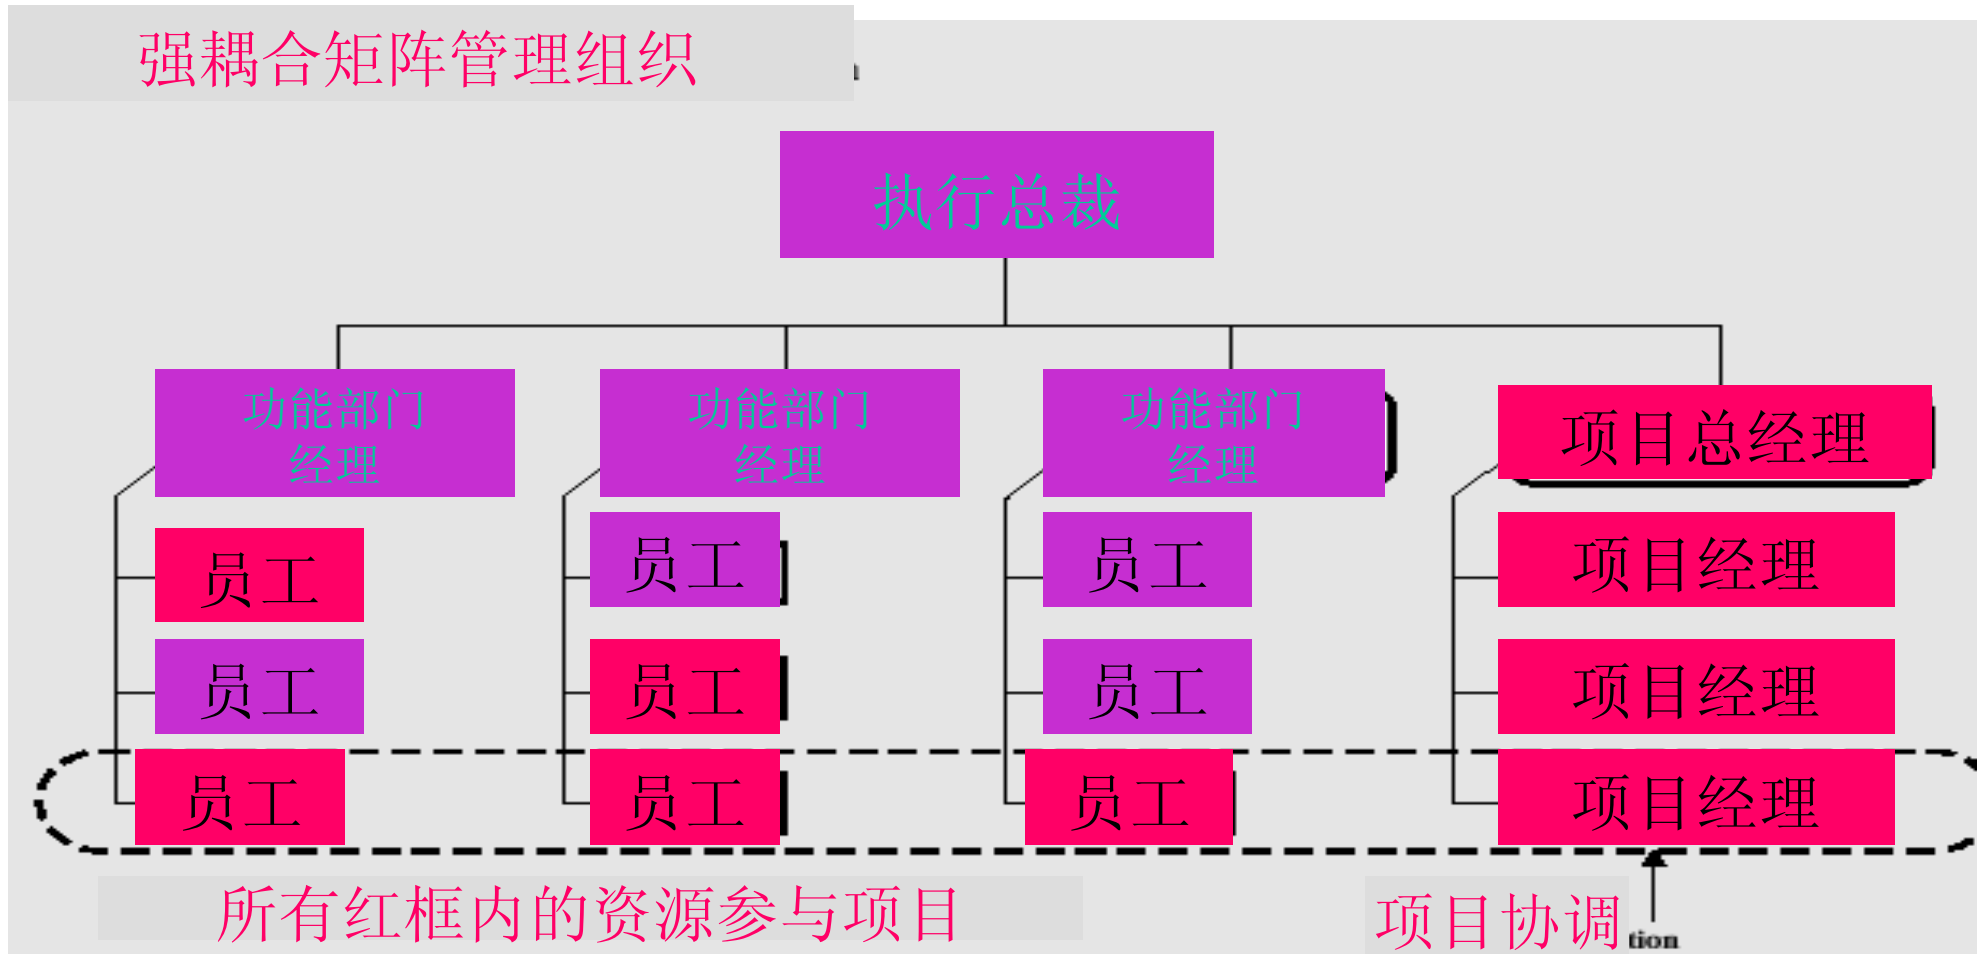 强耦合矩阵管理组织
执行总裁
功能部门
经理
功能部门
经理
功能部门
经理
项目总经理
员工
员工
员工
项目经理
员工
员工
员工
项目经理
员工
员工
员工
项目经理
所有红框内的资源参与项目
项目协调
tion